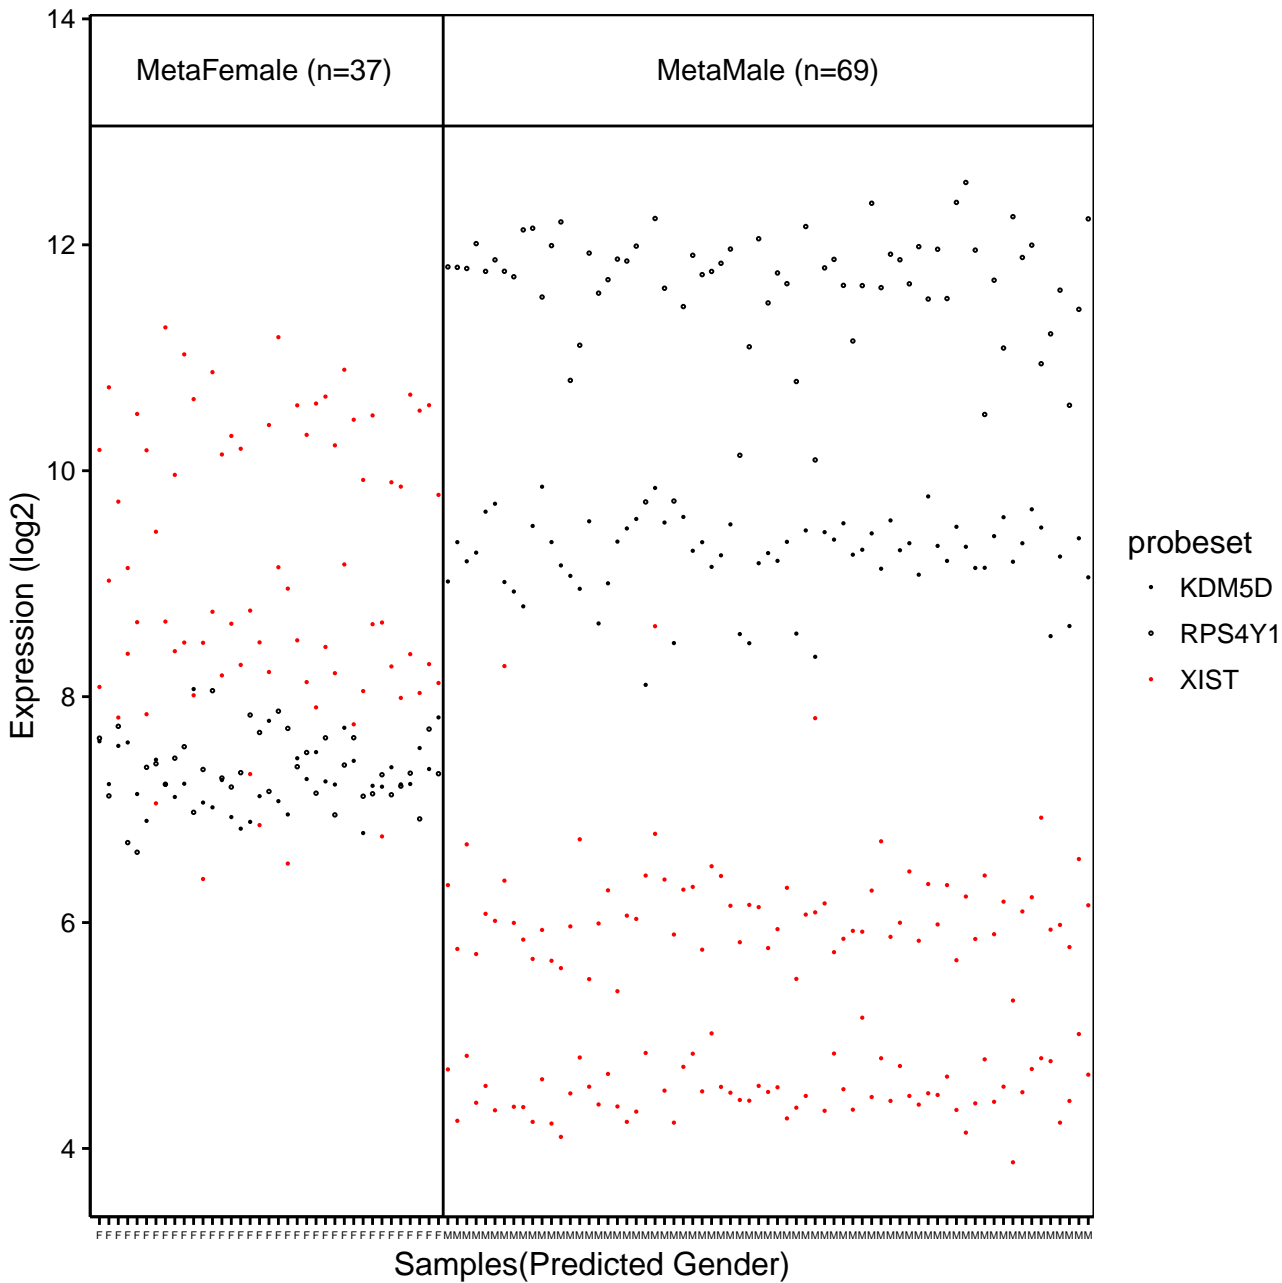 14
12
10
8
6
4
Expression (log2)
MetaFemale (n=37)
MetaMale (n=69)
FFFFFFFFFFFFFFFFFFFFFFFFFFFFFFFFFFFFFMMMMMMMMMMMMMMMMMMMMMMMMMMMMMMMMMMMMMMMMMMMMMMMMMMMMMMMMMMMMMMMMMMMMM
Samples(Predicted Gender)
probeset
KDM5D
RPS4Y1
XIST